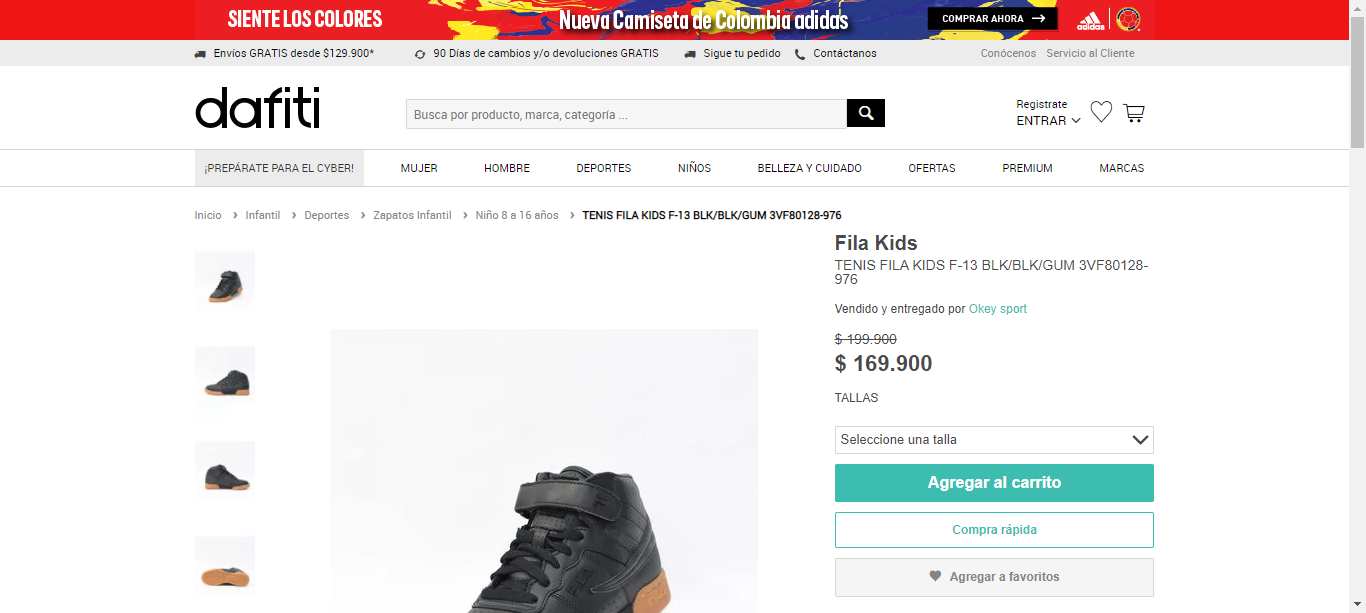 SIENTE LOS COLORES
Nueva Camiseta de Colombia adidas
COMPRAR AHORA
adidas
Envíos GRATIS desde $129.900*
90 Días de cambios y/o devoluciones GRATIS
Sigue tu pedido
Contáctanos
Conócenos
Servicio al Cliente
dafiti
Busca por producto, marca, categoría ...
Registrate
ENTRAR
¡PREPÁRATE PARA EL CYBER!
MUJER
HOMBRE
DEPORTES
NIÑOS
BELLEZA Y CUIDADO
OFERTAS
PREMIUM
MARCAS
Inicio › Infantil › Deportes › Zapatos Infantil › Niño 8 a 16 años › TENIS FILA KIDS F-13 BLK/BLK/GUM 3VF80128-976
Fila Kids
TENIS FILA KIDS F-13 BLK/BLK/GUM 3VF80128-
976
Vendido y entregado por Okey sport
$ 199.900
$ 169.900
TALLAS
Seleccione una talla
Agregar al carrito
Compra rápida
Agregar a favoritos